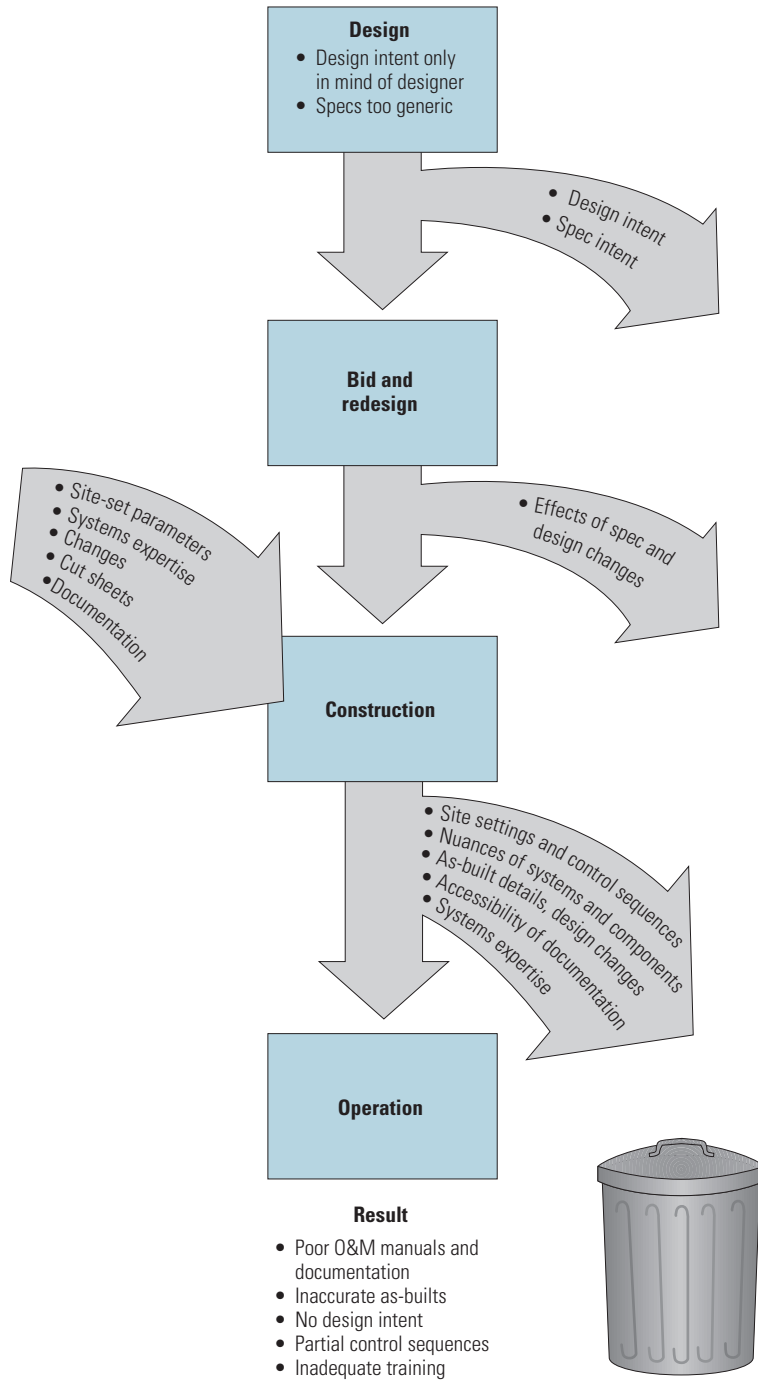 Design
• Design intent only
in mind of designer
• Specs too generic
• Design intent
• Spec intent
Bid and
redesign
• Effects of spec and
design changes
• Site-set parameters
• Systems expertise
• Changes
• Cut sheets
• Documentation
Construction
• Site settings and control sequences
• Nuances of systems and components
• As-built details, design changes
• Accessibility of documentation
• Systems expertise
Operation
Result
• Poor O&M manuals and
documentation
• Inaccurate as-builts
• No design intent
• Partial control sequences
• Inadequate training